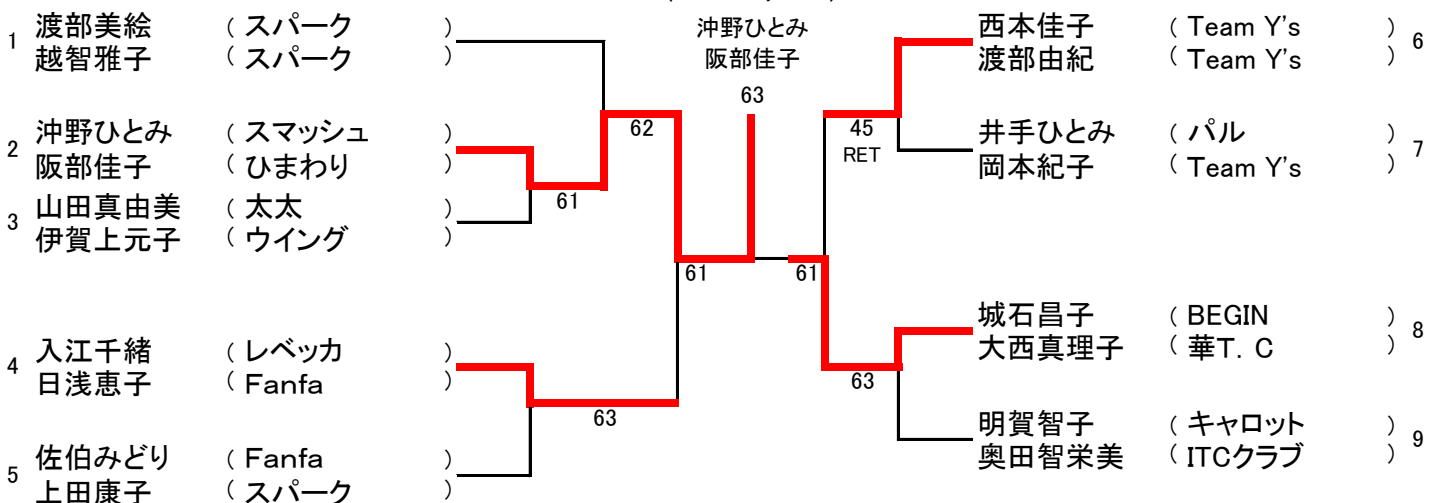 沖野ひとみ
阪部佳子
63
1 渡部美絵 ( スパーク )
越智雅子 ( スパーク )
2 沖野ひとみ ( スマッシュ )
阪部佳子 ( ひまわり )
3 山田真由美 ( 太太 )
伊賀上元子 ( ウイング )
4 入江千緒 ( レベッカ )
日浅恵子 ( Fanfa )
5 佐伯みどり ( Fanfa )
上田康子 ( スパーク )
62
61
61
63
西本佳子 ( Team Y's ) 6
渡部由紀 ( Team Y's )
井手ひとみ ( パル ) 7
岡本紀子 ( Team Y's )
城石昌子 ( BEGIN ) 8
大西真理子 ( 華T. C )
明賀智子 ( キャロット ) 9
奥田智栄美 ( ITCクラブ )
45
RET
61
63